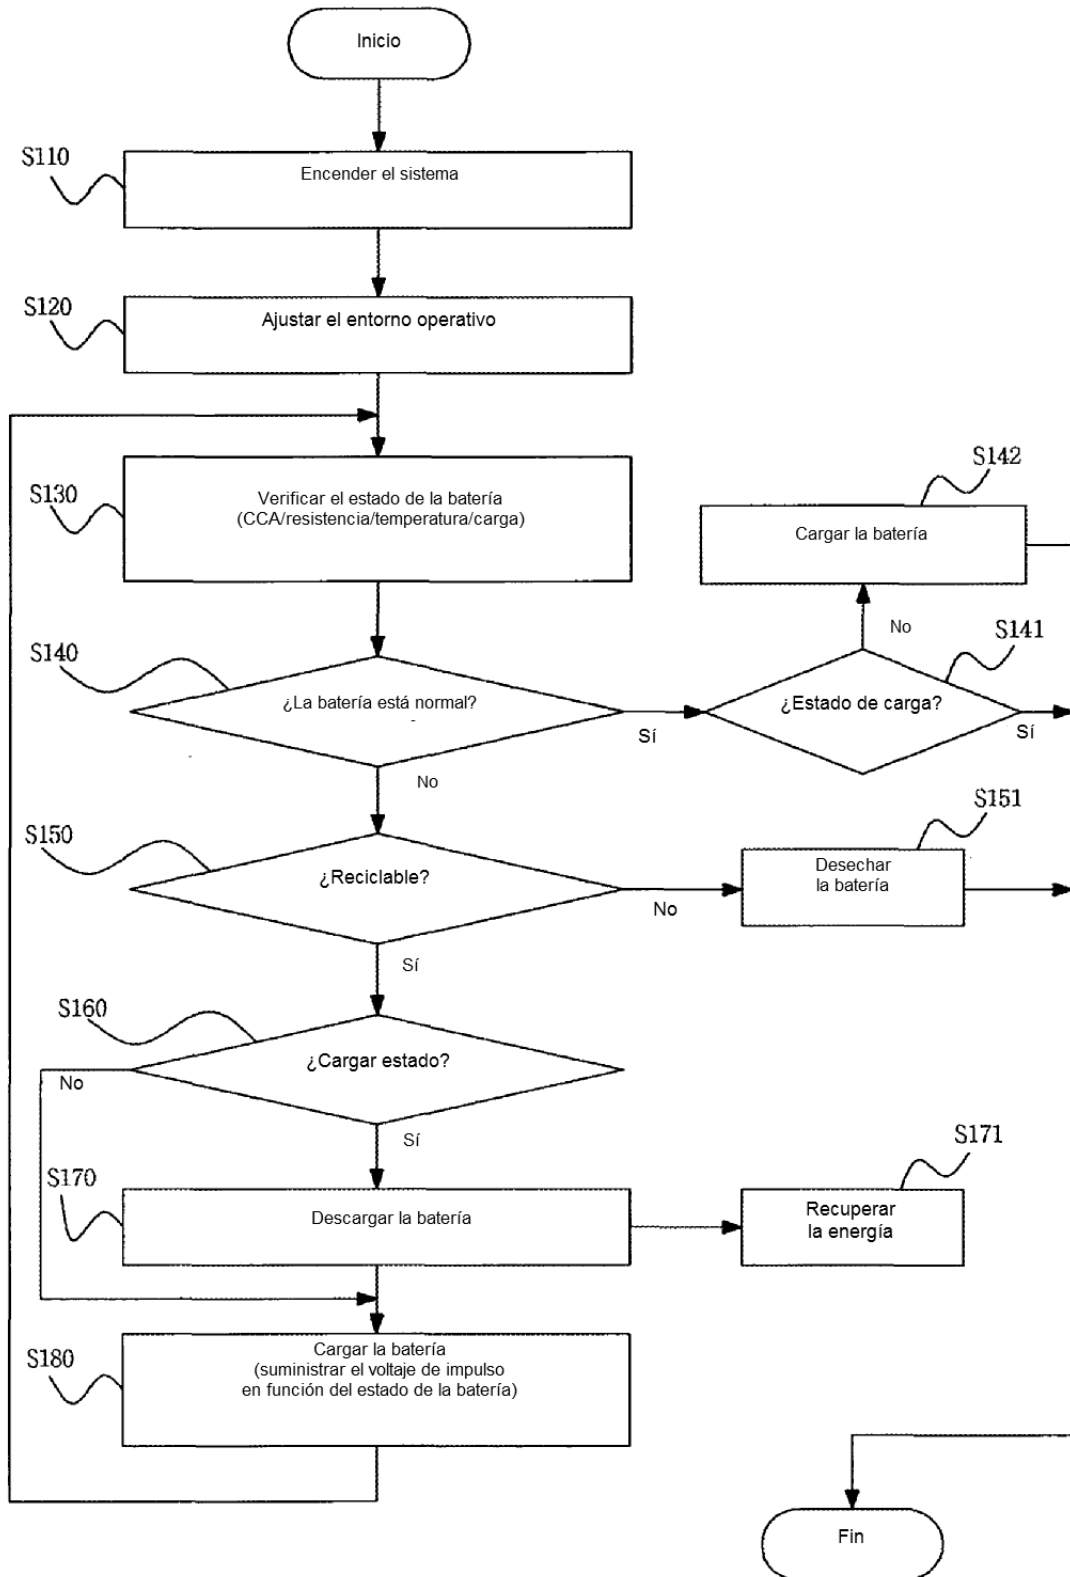 Inicio
S110
Encender el sistema
S120
Ajustar el entorno operativo
S130
Verificar el estado de la batería
(CCA/resistencia/temperatura/carga)
S142
Cargar la batería
No
S141
¿Estado de carga?
Sí
S140
¿La batería está normal?
Sí
No
S150
¿Reciclable?
No
S151
Desechar
la batería
Sí
S160
¿Cargar estado?
No
Sí
S170
Descargar la batería
S171
Recuperar
la energía
S180
Cargar la batería
(suministrar el voltaje de impulso
en función del estado de la batería)
Fin